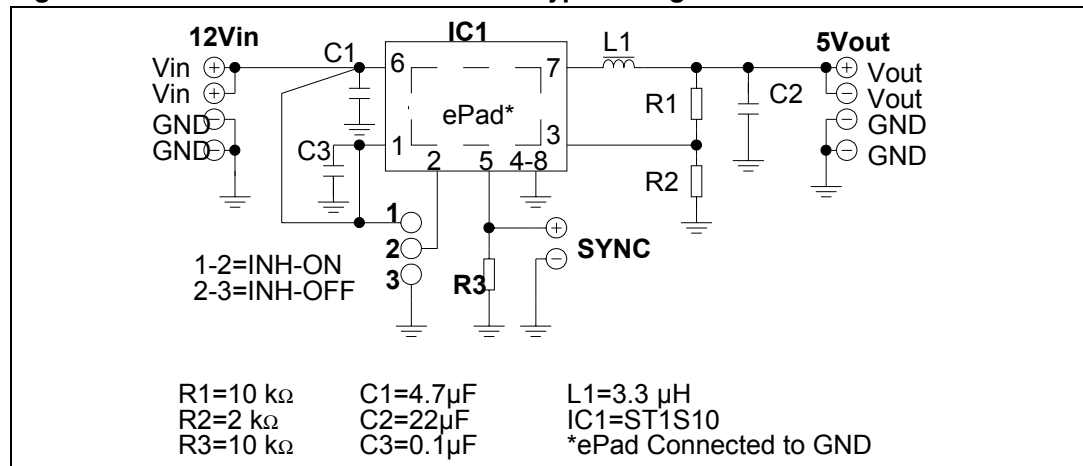 12Vin
C1
IC1
L1
5Vout
Vin
6
7
Vout
Vin
R1
C2
Vout
GND
ePad*
GND
GND
C3
1
3
GND
2
5
4-8
R2
1
2
SYNC
1-2=INH-ON
3
R3
2-3=INH-OFF
R1=10 kΩ
C1=4.7µF
L1=3.3 µH
R2=2 kΩ
C2=22µF
IC1=ST1S10
R3=10 kΩ
C3=0.1µF
*ePad Connected to GND